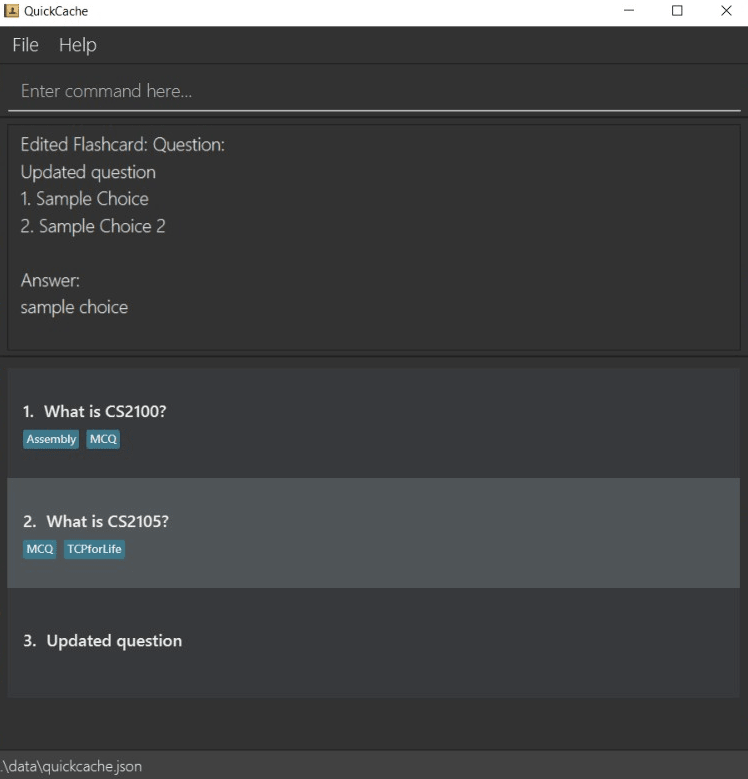 QuickCache
File Help
Enter command here...
Edited Flashcard: Question:
Updated question
1. Sample Choice
2. Sample Choice 2
Answer:
sample choice
1. What is CS2100?
Assembly MCQ
2. What is CS2105?
MCQ TCPforLife
3. Updated question
.\data\quickcache.json